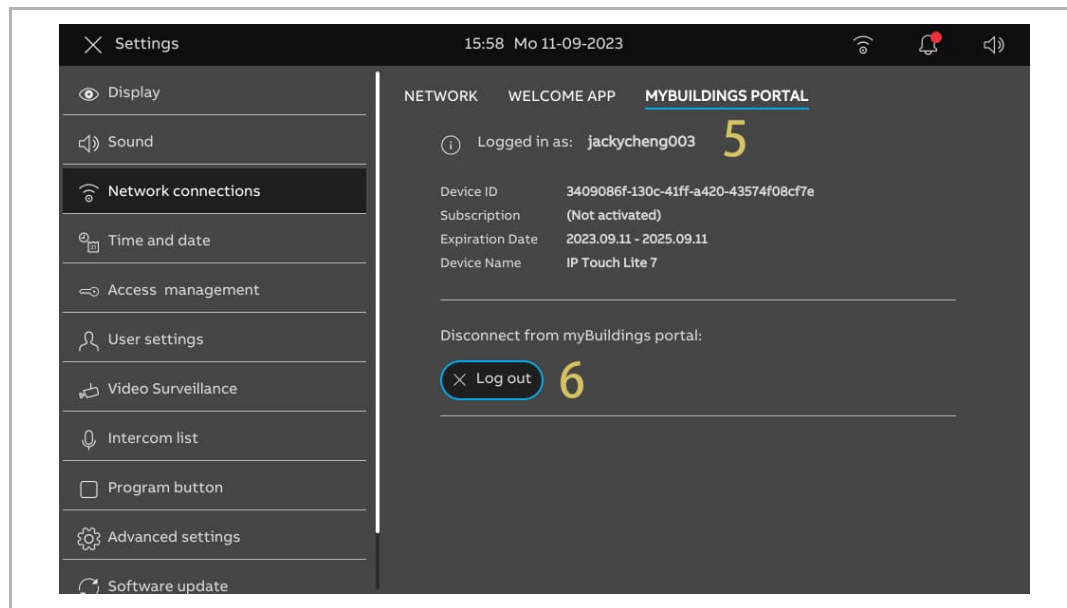 Settings
15:58 Mo 11-09-2023
Display
Sound
Network connections
Time and date
Access management
User settings
Video Surveillance
Intercom list
Program button
Advanced settings
Software update
NETWORK WELCOME APP MYBUILDINGS PORTAL
Logged in as: jackycheng003 5
Device ID 3409086f-130c-41ff-a420-43574f08cf7e
Subscription (Not activated)
Expiration Date 2023.09.11 - 2025.09.11
Device Name IP Touch Lite 7
Disconnect from myBuildings portal:
Log out 6